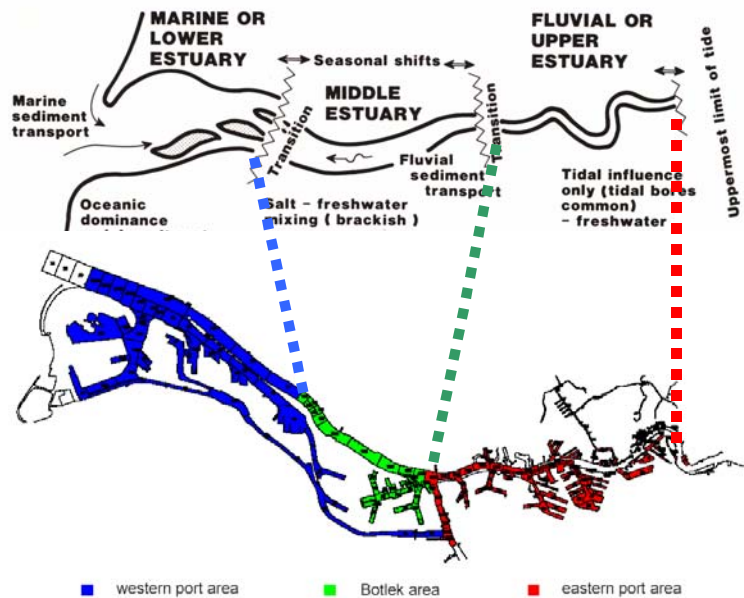 MARINE OR
LOWER
ESTUARY
Marine
sediment
transport
Oceanic
dominance
Seasonal shifts
MIDDLE
ESTUARY
Transition
Fluvial
sediment
transport
Salt - freshwater
mixing ( brackish )
Transition
FLUVIAL OR
UPPER
ESTUARY
Tidal influence
only ( tidal bores
common)
- freshwater
Uppermost limit of tide
western port area
Botlek area
eastern port area